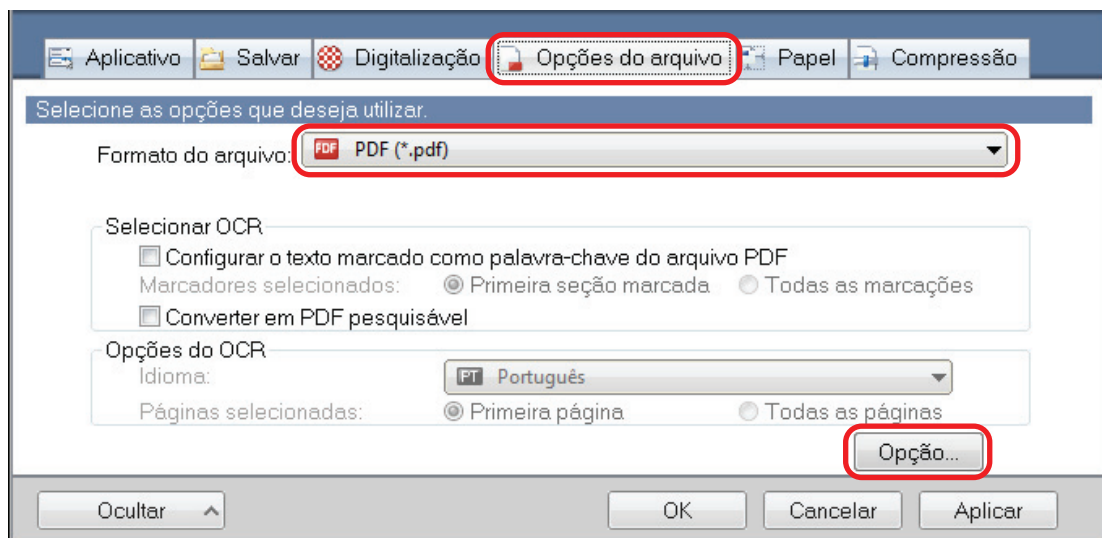 Aplicativo Salvar Digitalização Opções do arquivo Papel Compressão
Selecione as opções que deseja utilizar.
Formato do arquivo: PDF PDF (*.pdf)
Selecionar OCR
Configurar o texto marcado como palavra-chave do arquivo PDF
Marcadores selecionados: Primeira seção marcada Todas as marcações
Converter em PDF pesquisável
Opções do OCR
Idioma: PT Português
Páginas selecionadas: Primeira página Todas as páginas
Opção...
Ocultar OK Cancelar Aplicar